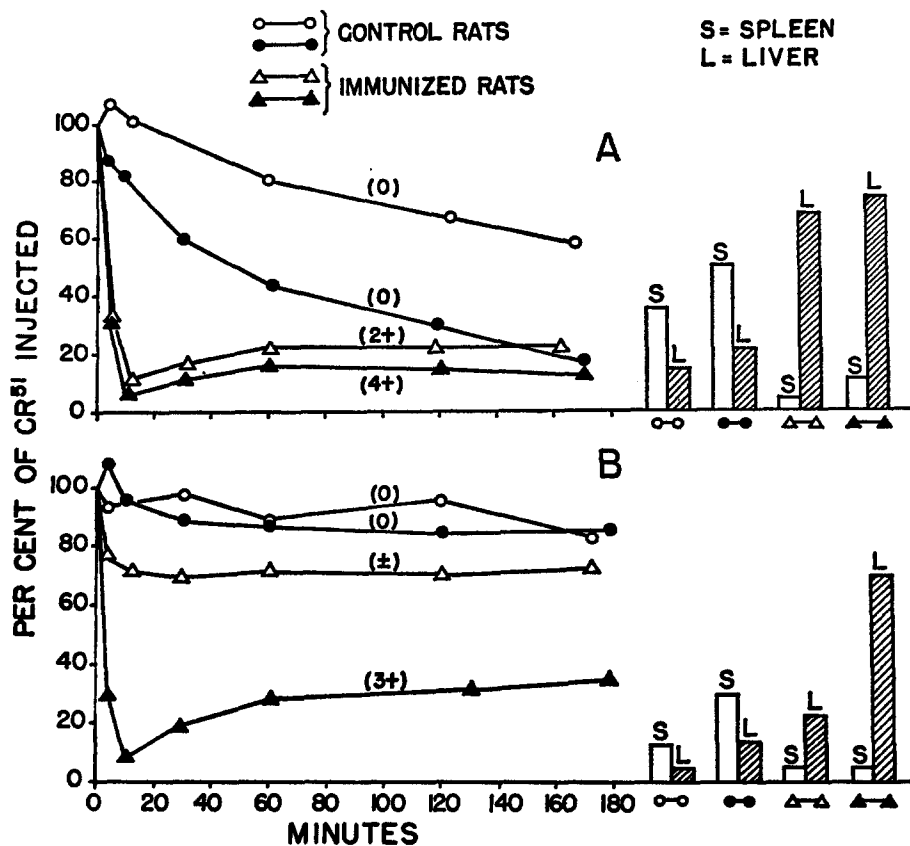 CONTROL RATS
IMMUNIZED RATS
S = SPLEEN
L = LIVER
PER CENT OF CR51 INJECTED
A
100
80
60
40
20
0
(0)
(0)
(2+)
(4+)
S
L
S
L
S
L
S
L
B
100
80
60
40
20
0
(0)
(0)
(±)
(3+)
S
L
S
L
S
L
S
L
0 20 40 60 80 100 120 140 160 180
MINUTES